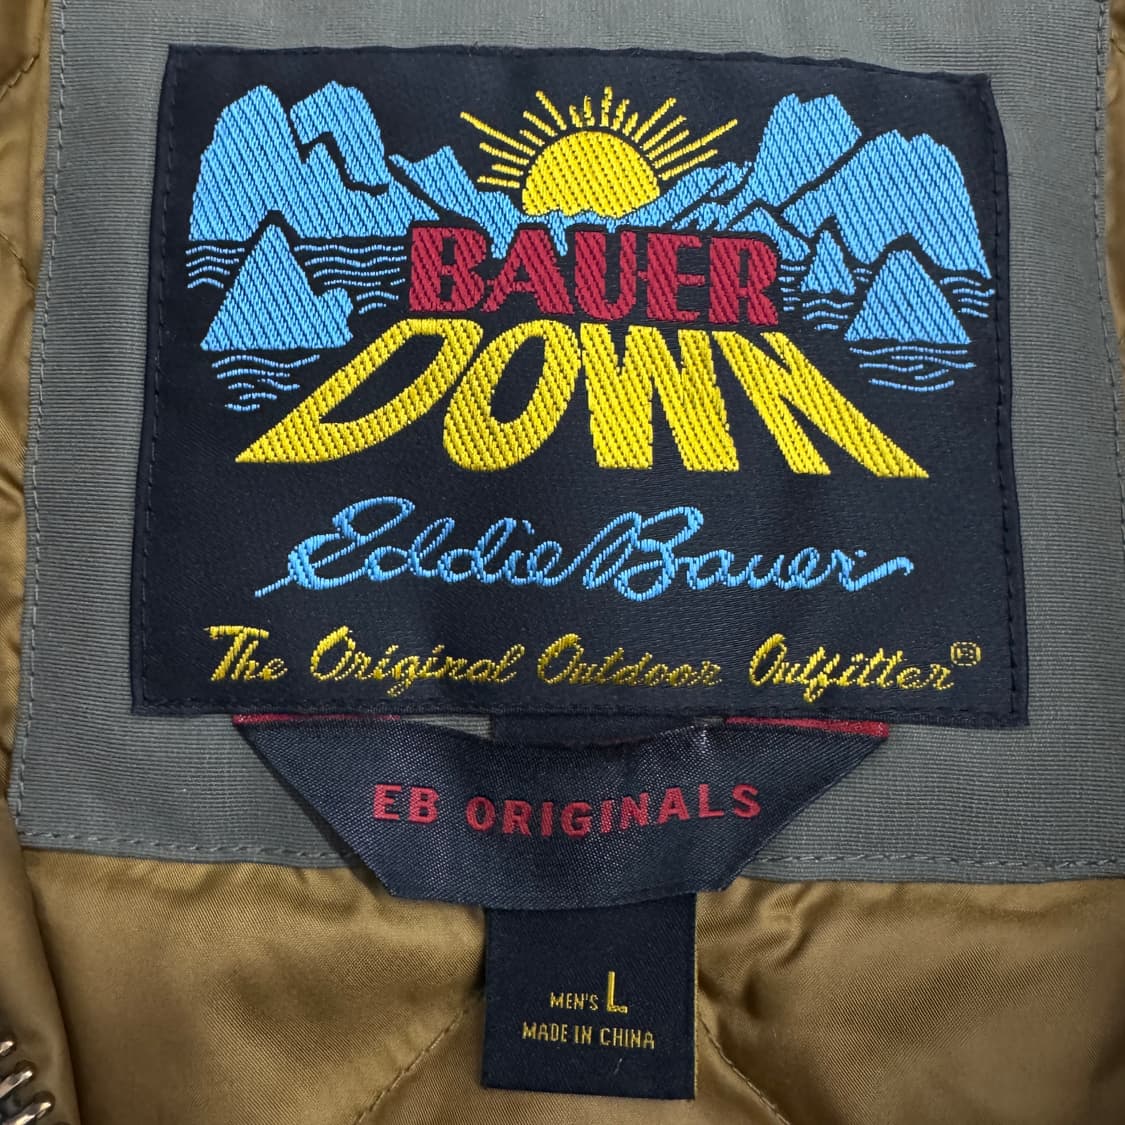 BAUER
DOWN
Eddie Bauer
The Original Outdoor Outfitter®
EB ORIGINALS
MEN'S L
MADE IN CHINA